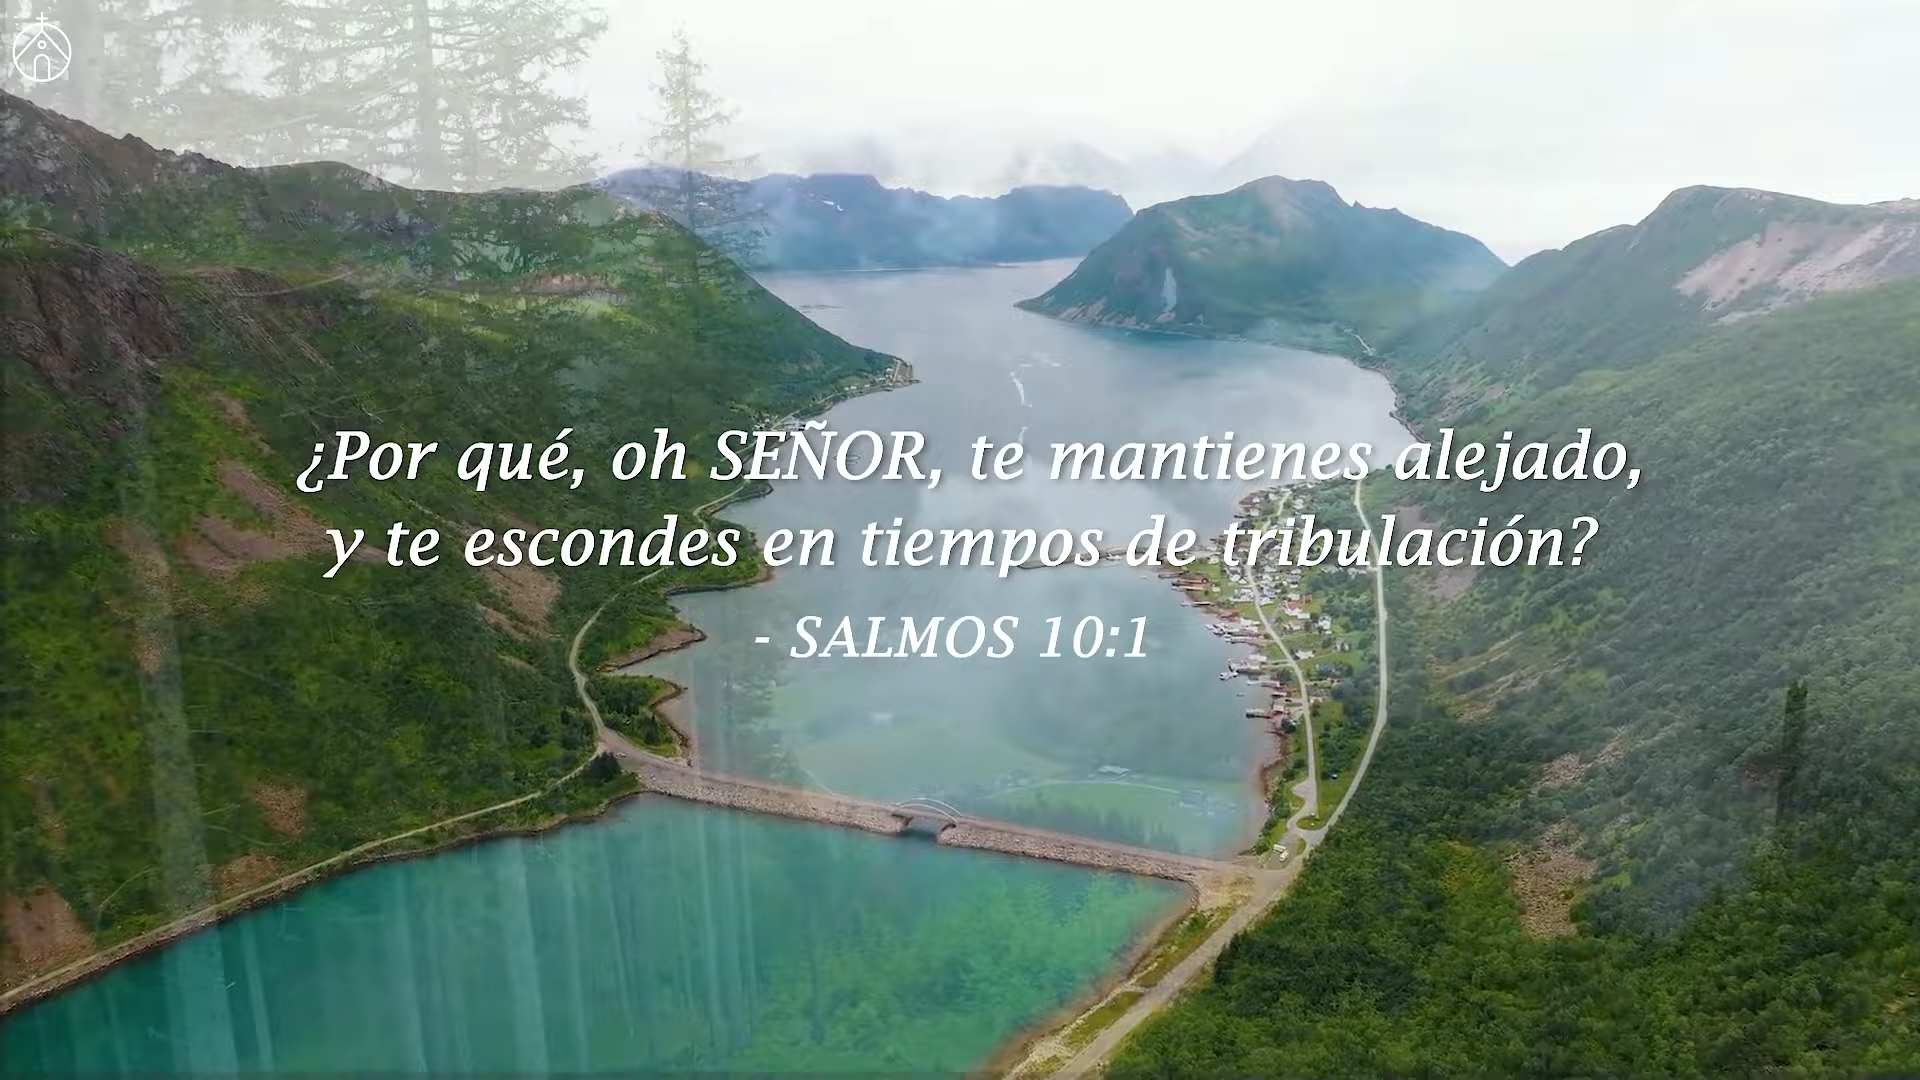 ¿Por qué, oh SEÑOR, te mantienes alejado,
y te escondes en tiempos de tribulación?
- SALMOS 10:1